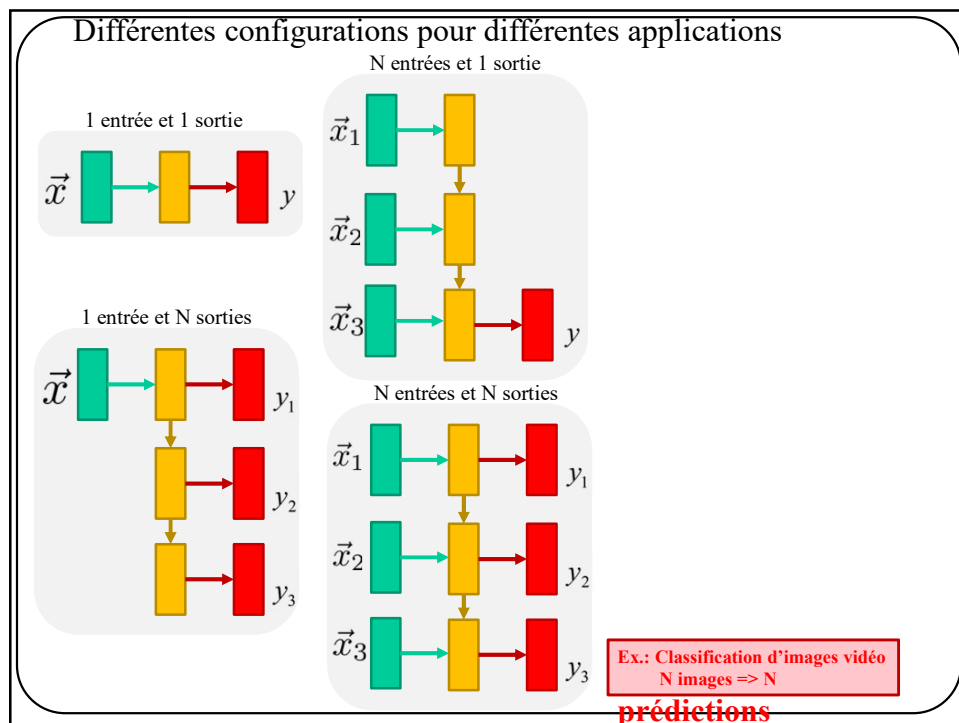 Différentes configurations pour différentes applications
1 entrée et 1 sortie
x⃗
y
N entrées et 1 sortie
x⃗1
x⃗2
x⃗3
y
1 entrée et N sorties
x⃗
y1
y2
y3
N entrées et N sorties
x⃗1
y1
x⃗2
y2
x⃗3
y3
Ex.: Classification d’images vidéo
N images => N
prédictions